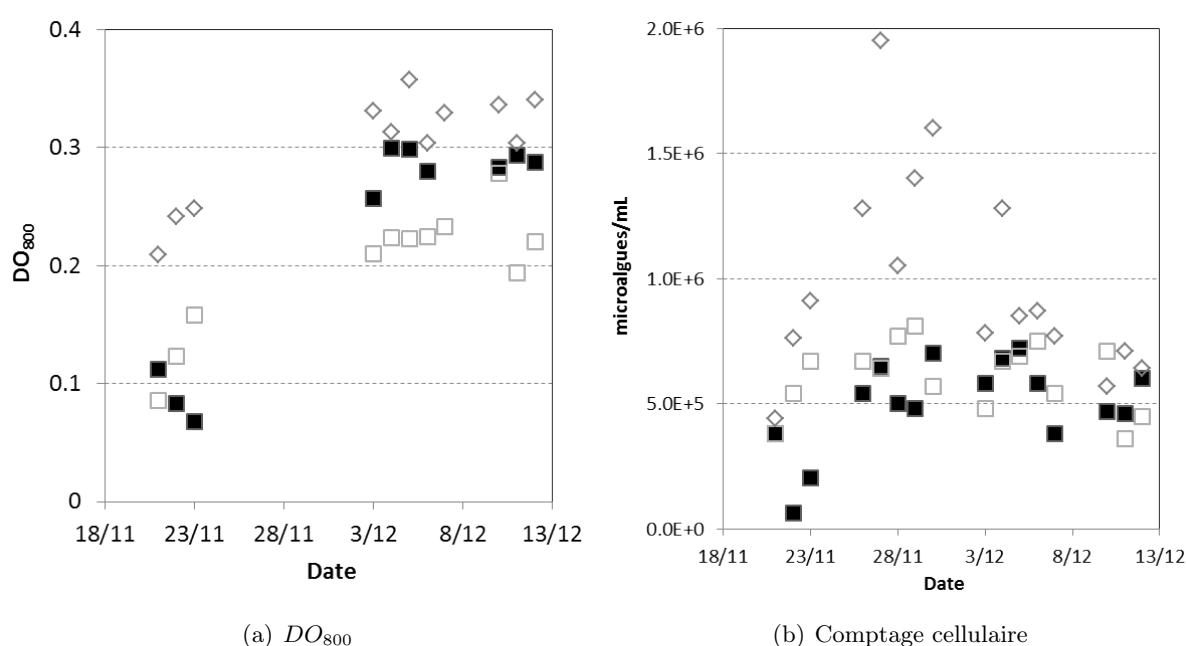 0.4
0.3
0.2
0.1
0
DO800
18/11 23/11 28/11 3/12 8/12 13/12
Date
(a) DO800
2.0E+6
1.5E+6
1.0E+6
5.0E+5
0.0E+0
microalgues/mL
18/11 23/11 28/11 3/12 8/12 13/12
Date
(b) Comptage cellulaire